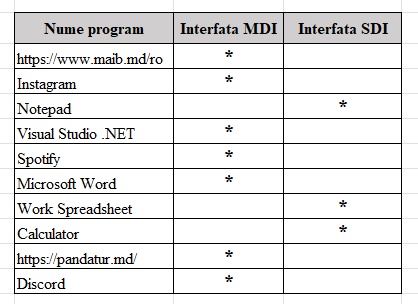 Nume program Interfata MDI Interfata SDI
https://www.maib.md/ro *
Instagram *
Notepad *
Visual Studio .NET *
Spotify *
Microsoft Word *
Work Spreadsheet *
Calculator *
https://pandatur.md/ *
Discord *